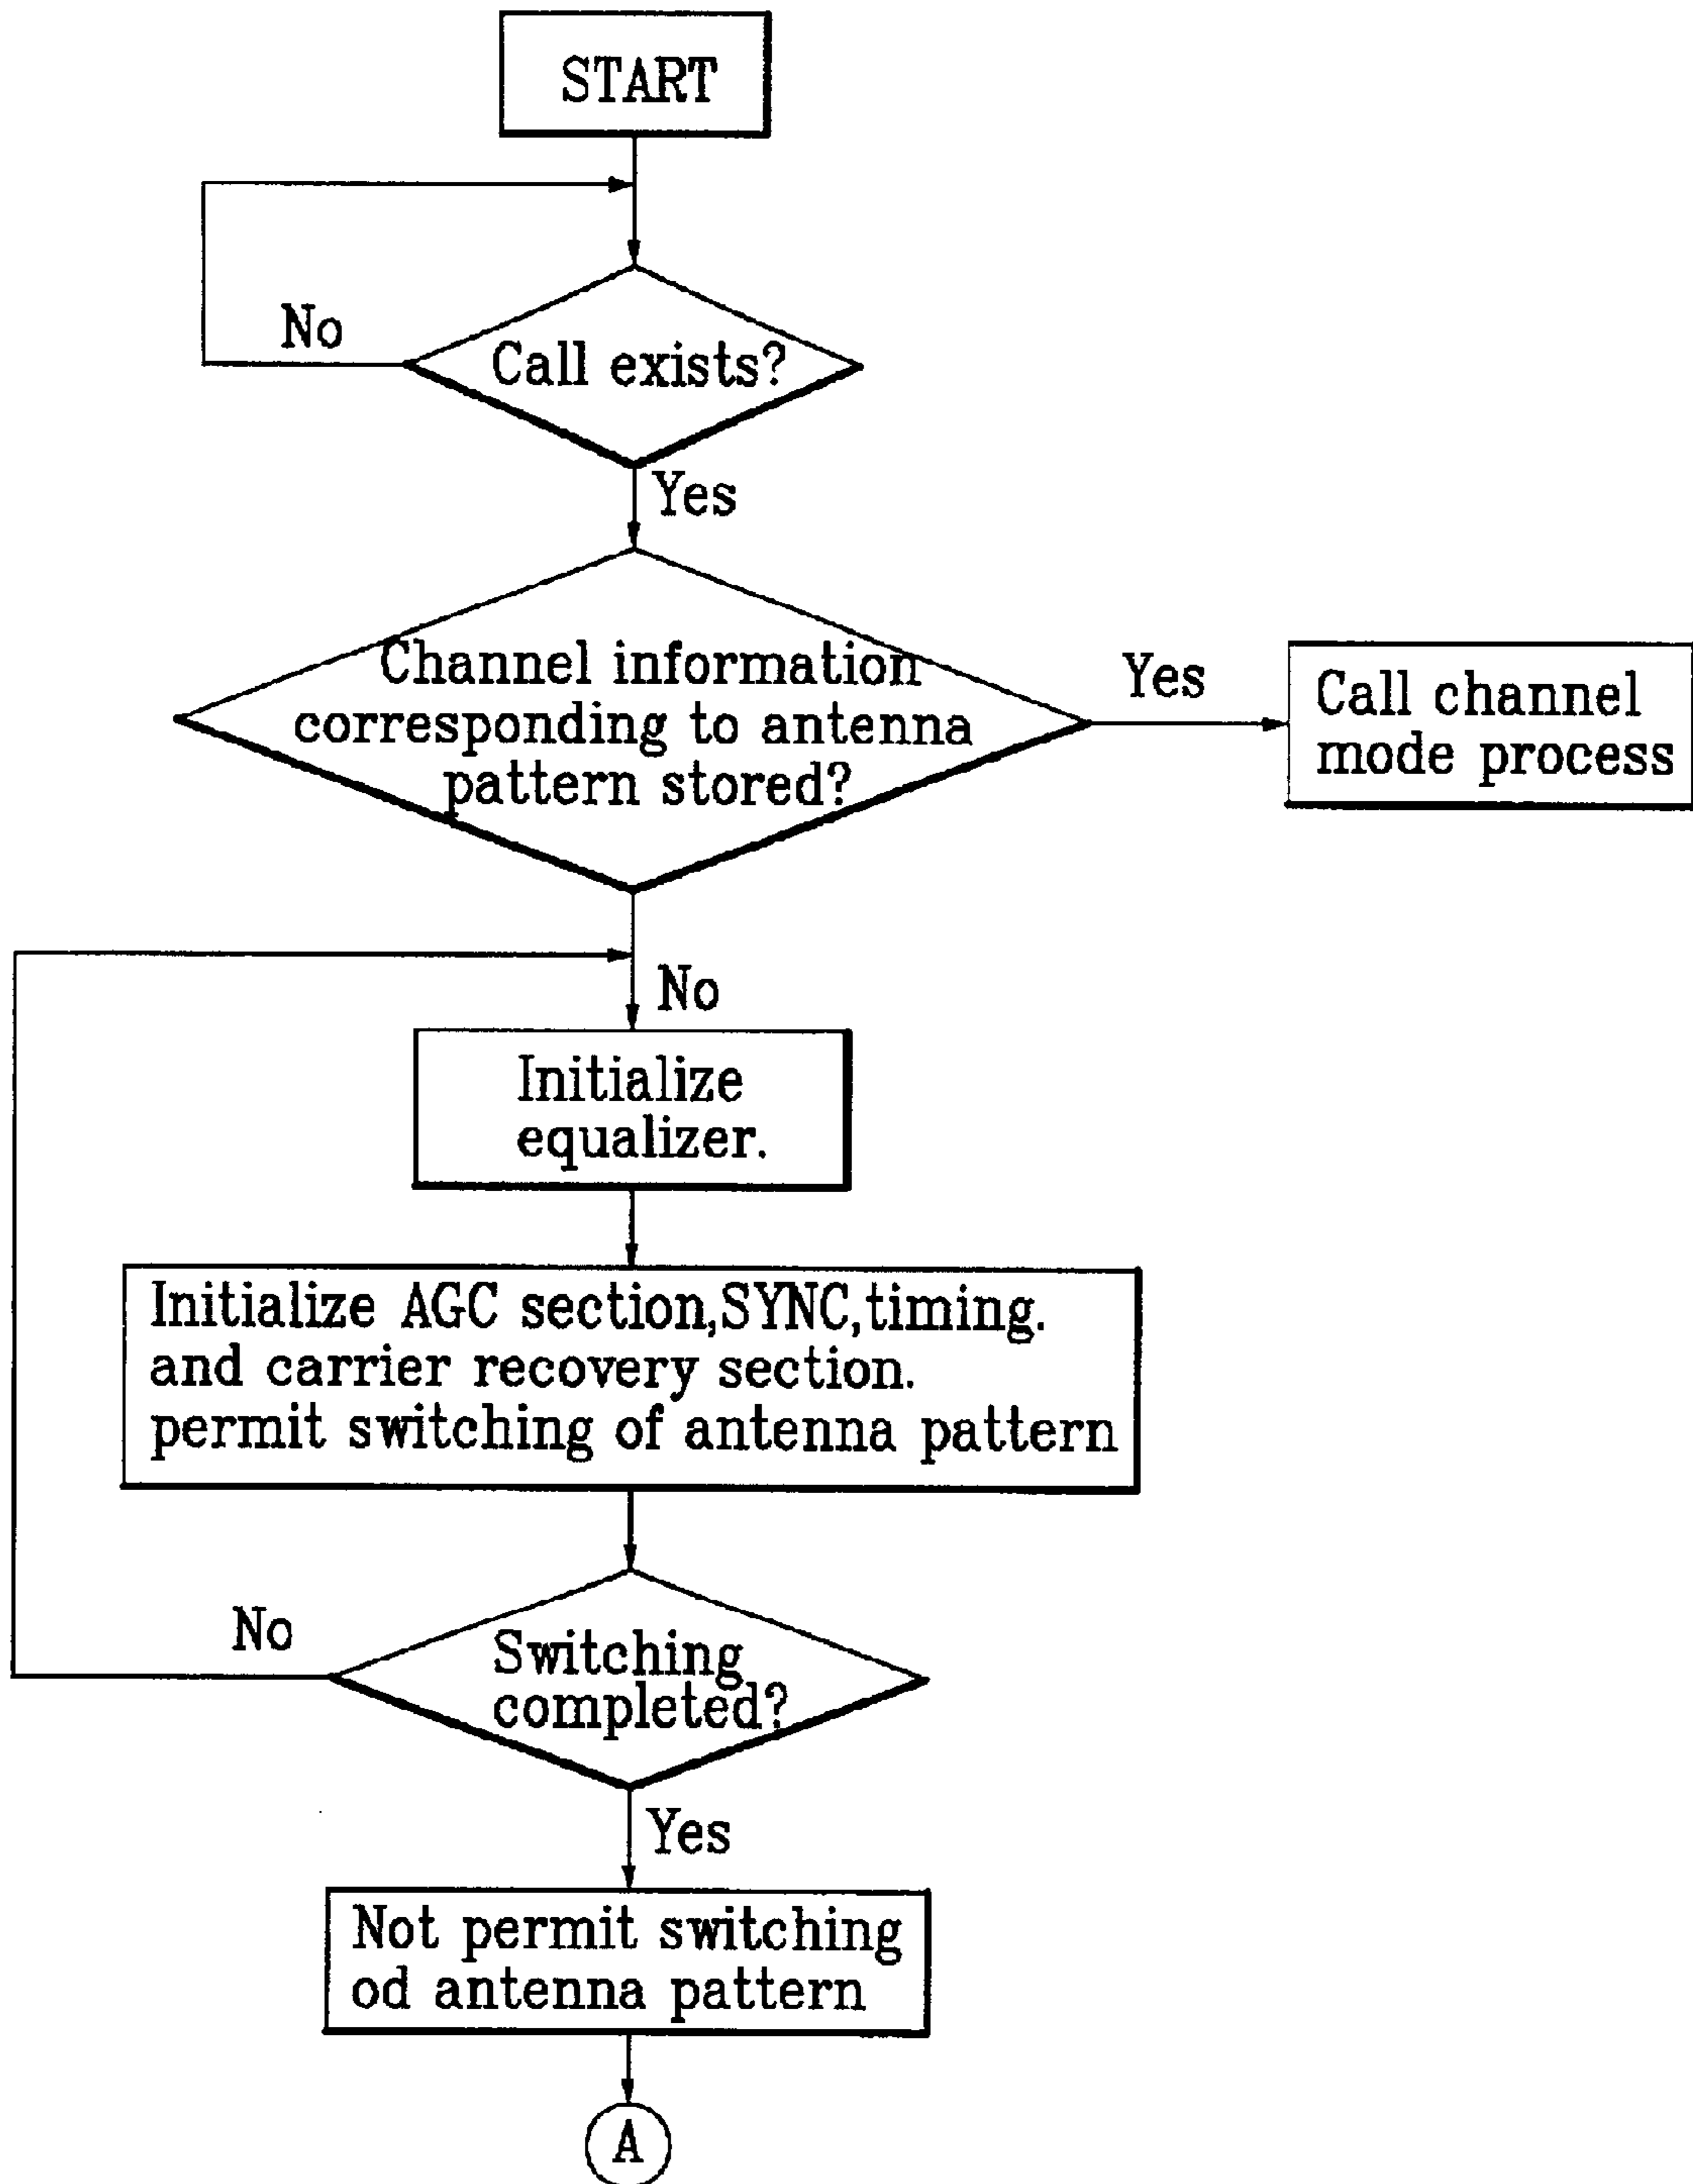 START
No
Call exists?
Yes
Channel information
corresponding to antenna
pattern stored?
Yes
Call channel
mode process
No
Initialize
equalizer.
Initialize AGC section,SYNC,timing.
and carrier recovery section.
permit switching of antenna pattern
No
Switching
completed?
Yes
Not permit switching
od antenna pattern
A